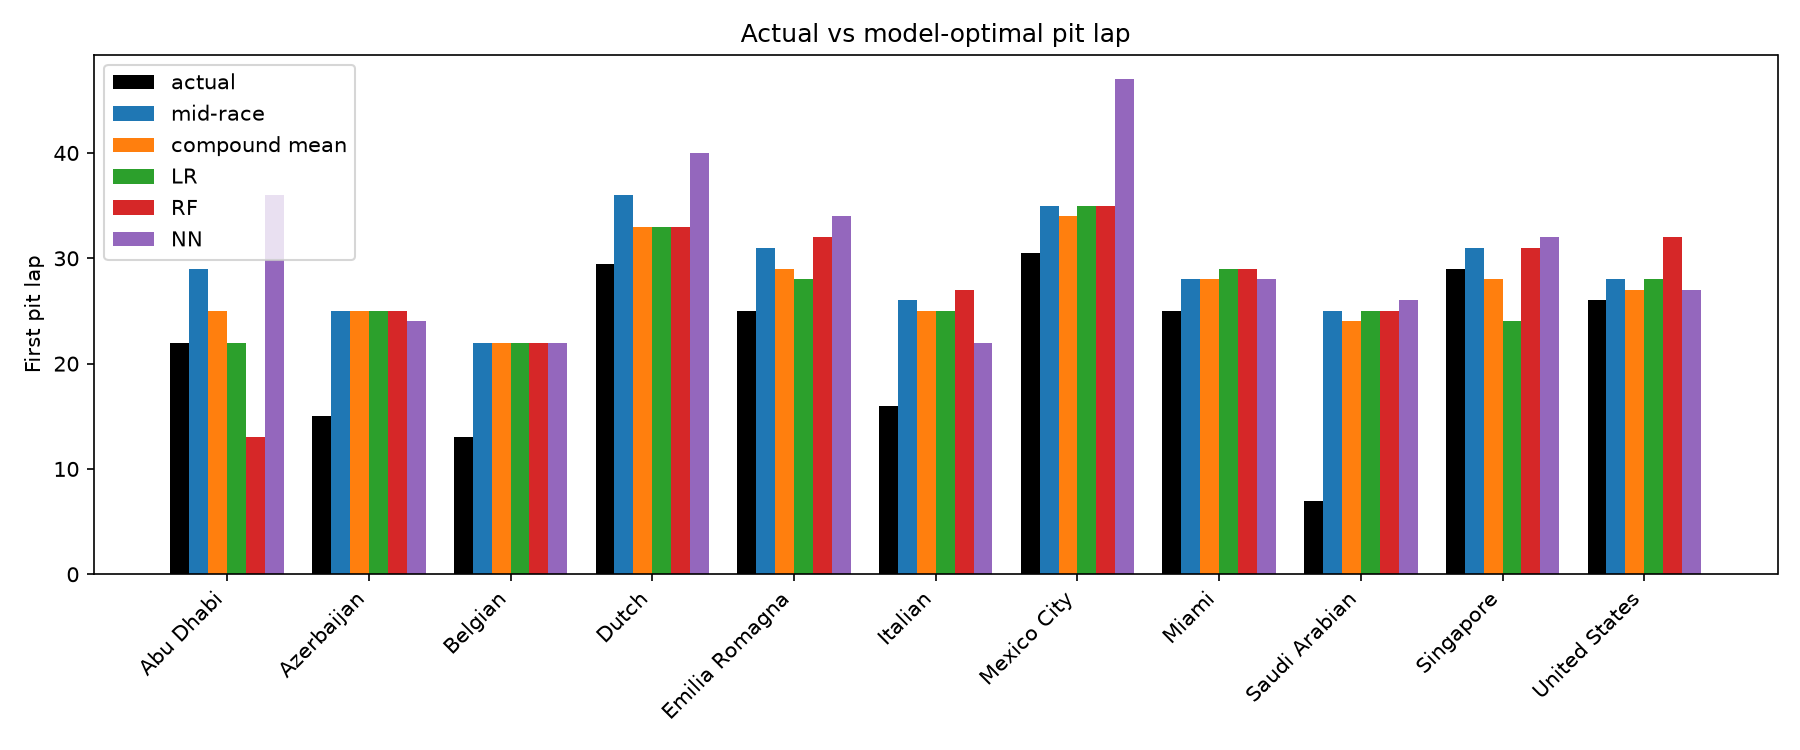 Actual vs model-optimal pit lap
actual
mid-race
compound mean
LR
RF
NN
First pit lap
40
30
20
10
0
Abu Dhabi
Azerbaijan
Belgian
Dutch
Emilia Romagna
Italian
Mexico City
Miami
Saudi Arabian
Singapore
United States